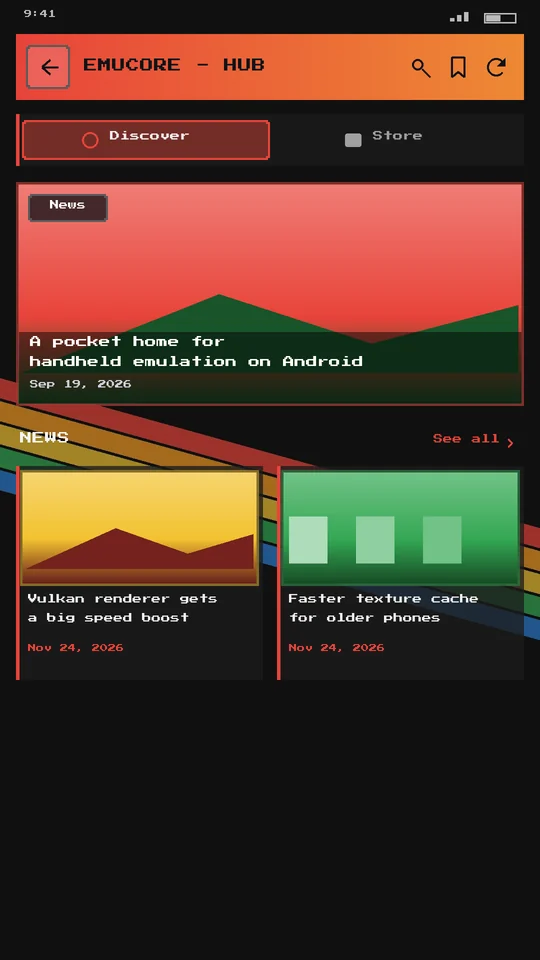 9:41
EMUCORE - HUB
Discover
Store
News
A pocket home for
handheld emulation on Android
Sep 19, 2026
NEWS
See all
Vulkan renderer gets
a big speed boost
Nov 24, 2026
Faster texture cache
for older phones
Nov 24, 2026